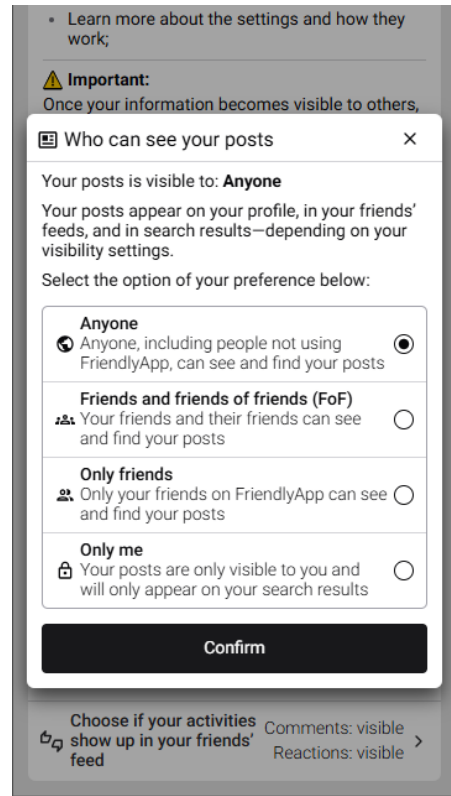 • Learn more about the settings and how they
work;
Important:
Once your information becomes visible to others,
Who can see your posts
Your posts is visible to: Anyone
Your posts appear on your profile, in your friends’
feeds, and in search results—depending on your
visibility settings.
Select the option of your preference below:
Anyone
Anyone, including people not using
FriendlyApp, can see and find your posts
Friends and friends of friends (FoF)
Your friends and their friends can see
and find your posts
Only friends
Only your friends on FriendlyApp can see
and find your posts
Only me
Your posts are only visible to you and
will only appear on your search results
Confirm
Choose if your activities
show up in your friends’
feed
Comments: visible
Reactions: visible